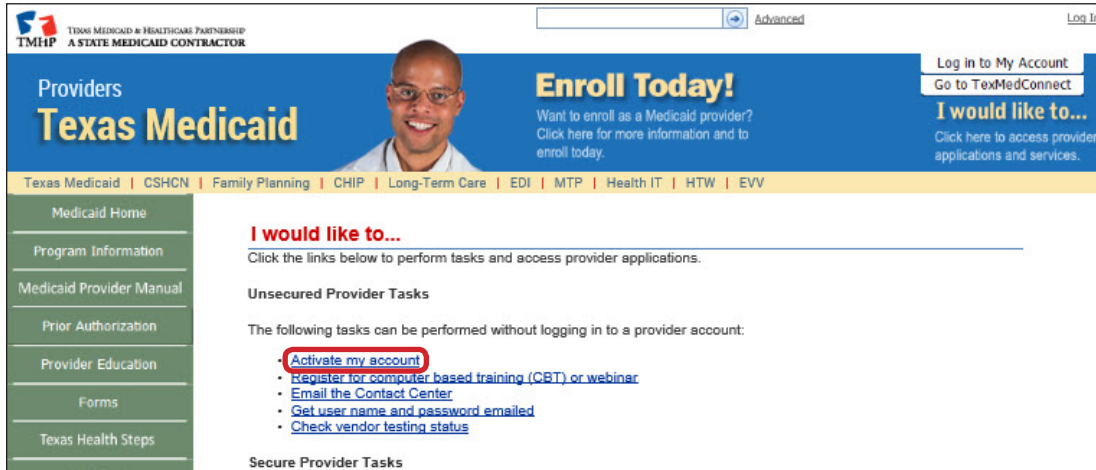 TEXAS MEDICAID & HEALTHCARE PARTNERSHIP
TMHP A STATE MEDICAID CONTRACTOR
Advanced
Log
Providers
Texas Medicaid
Enroll Today!
Want to enroll as a Medicaid provider?
Click here for more information and to
enroll today.
Log in to My Account
Go to TexMedConnect
I would like to...
Click here to access provider
applications and services.
Texas Medicaid | CSHCN | Family Planning | CHIP | Long-Term Care | EDI | MTP | Health IT | HTW | EVV
Medicaid Home
Program Information
Medicaid Provider Manual
Prior Authorization
Provider Education
Forms
Texas Health Steps
I would like to...
Click the links below to perform tasks and access provider applications.
Unsecured Provider Tasks
The following tasks can be performed without logging in to a provider account:
• Activate my account
• Register for computer based training (CBT) or webinar
• Email the Contact Center
• Get user name and password emailed
• Check vendor testing status
Secure Provider Tasks